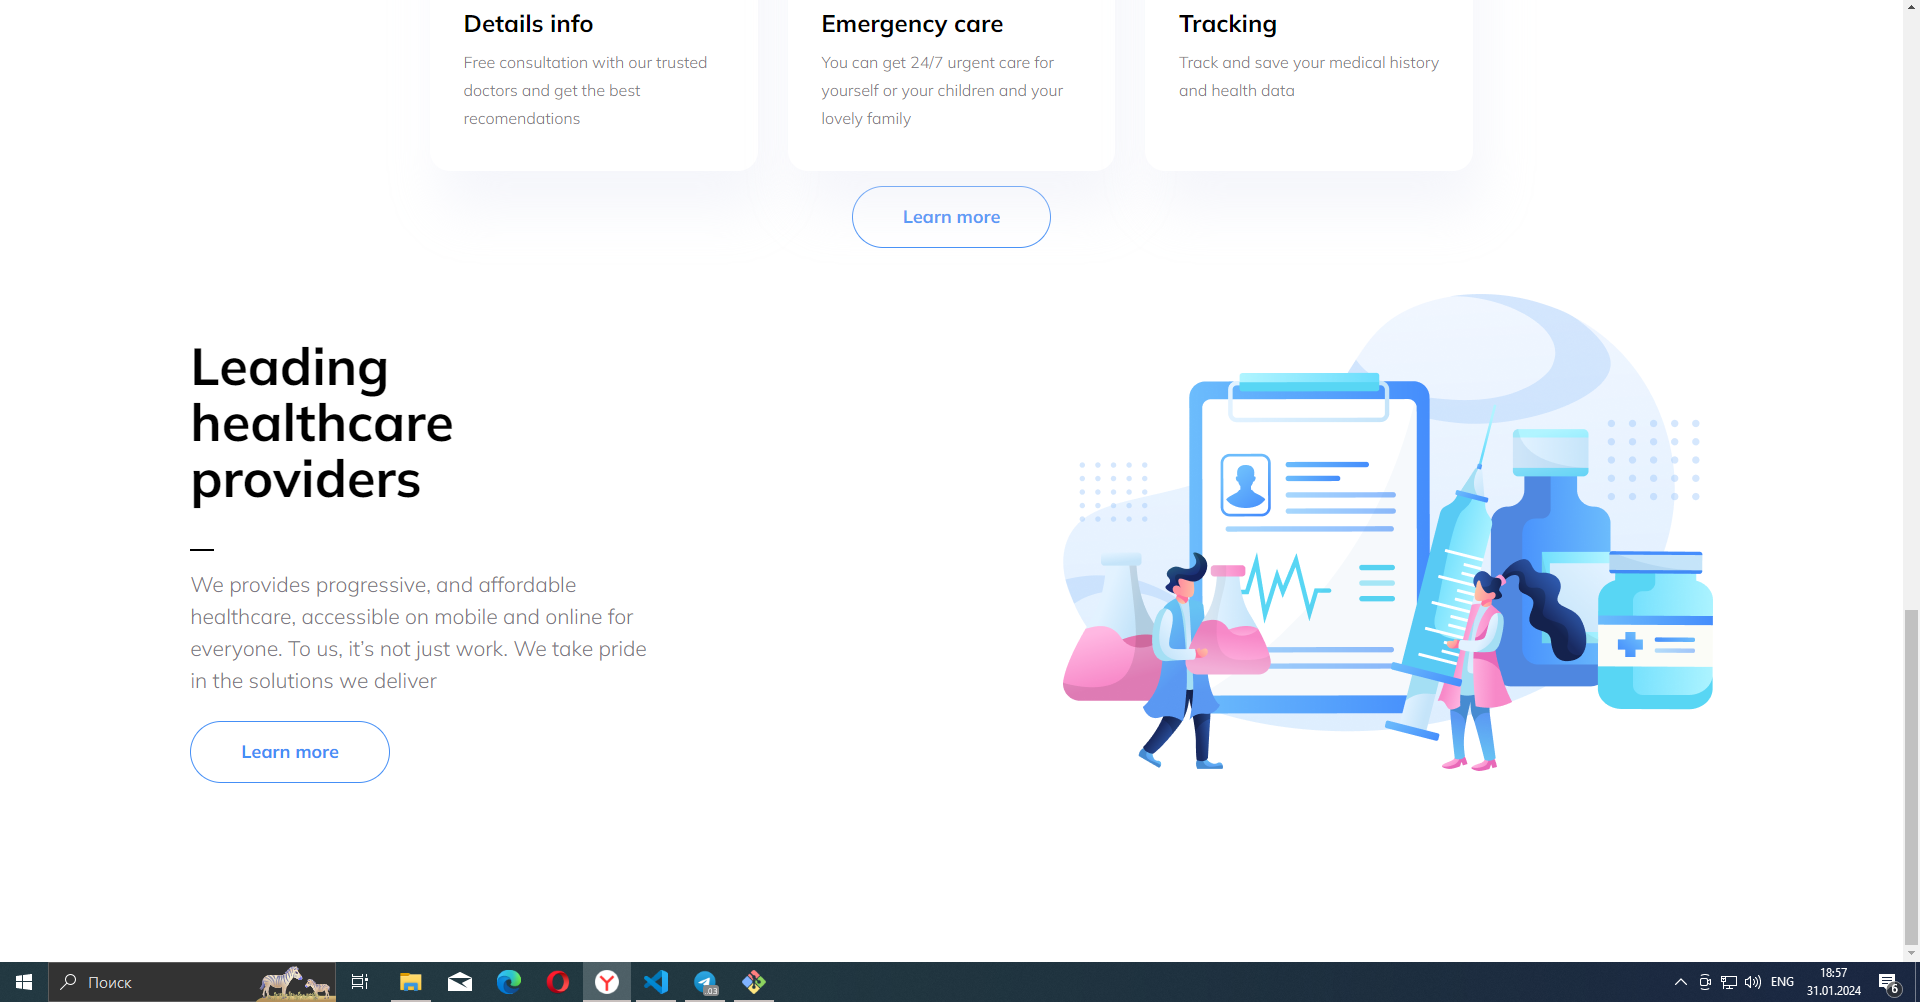 Details info
Free consultation with our trusted
doctors and get the best
recomendations
Emergency care
You can get 24/7 urgent care for
yourself or your children and your
lovely family
Tracking
Track and save your medical history
and health data
Learn more
Leading
healthcare
providers
We provides progressive, and affordable
healthcare, accessible on mobile and online for
everyone. To us, it’s not just work. We take pride
in the solutions we deliver
Learn more
Поиск
.03
ENG
18:57
31.01.2024
6